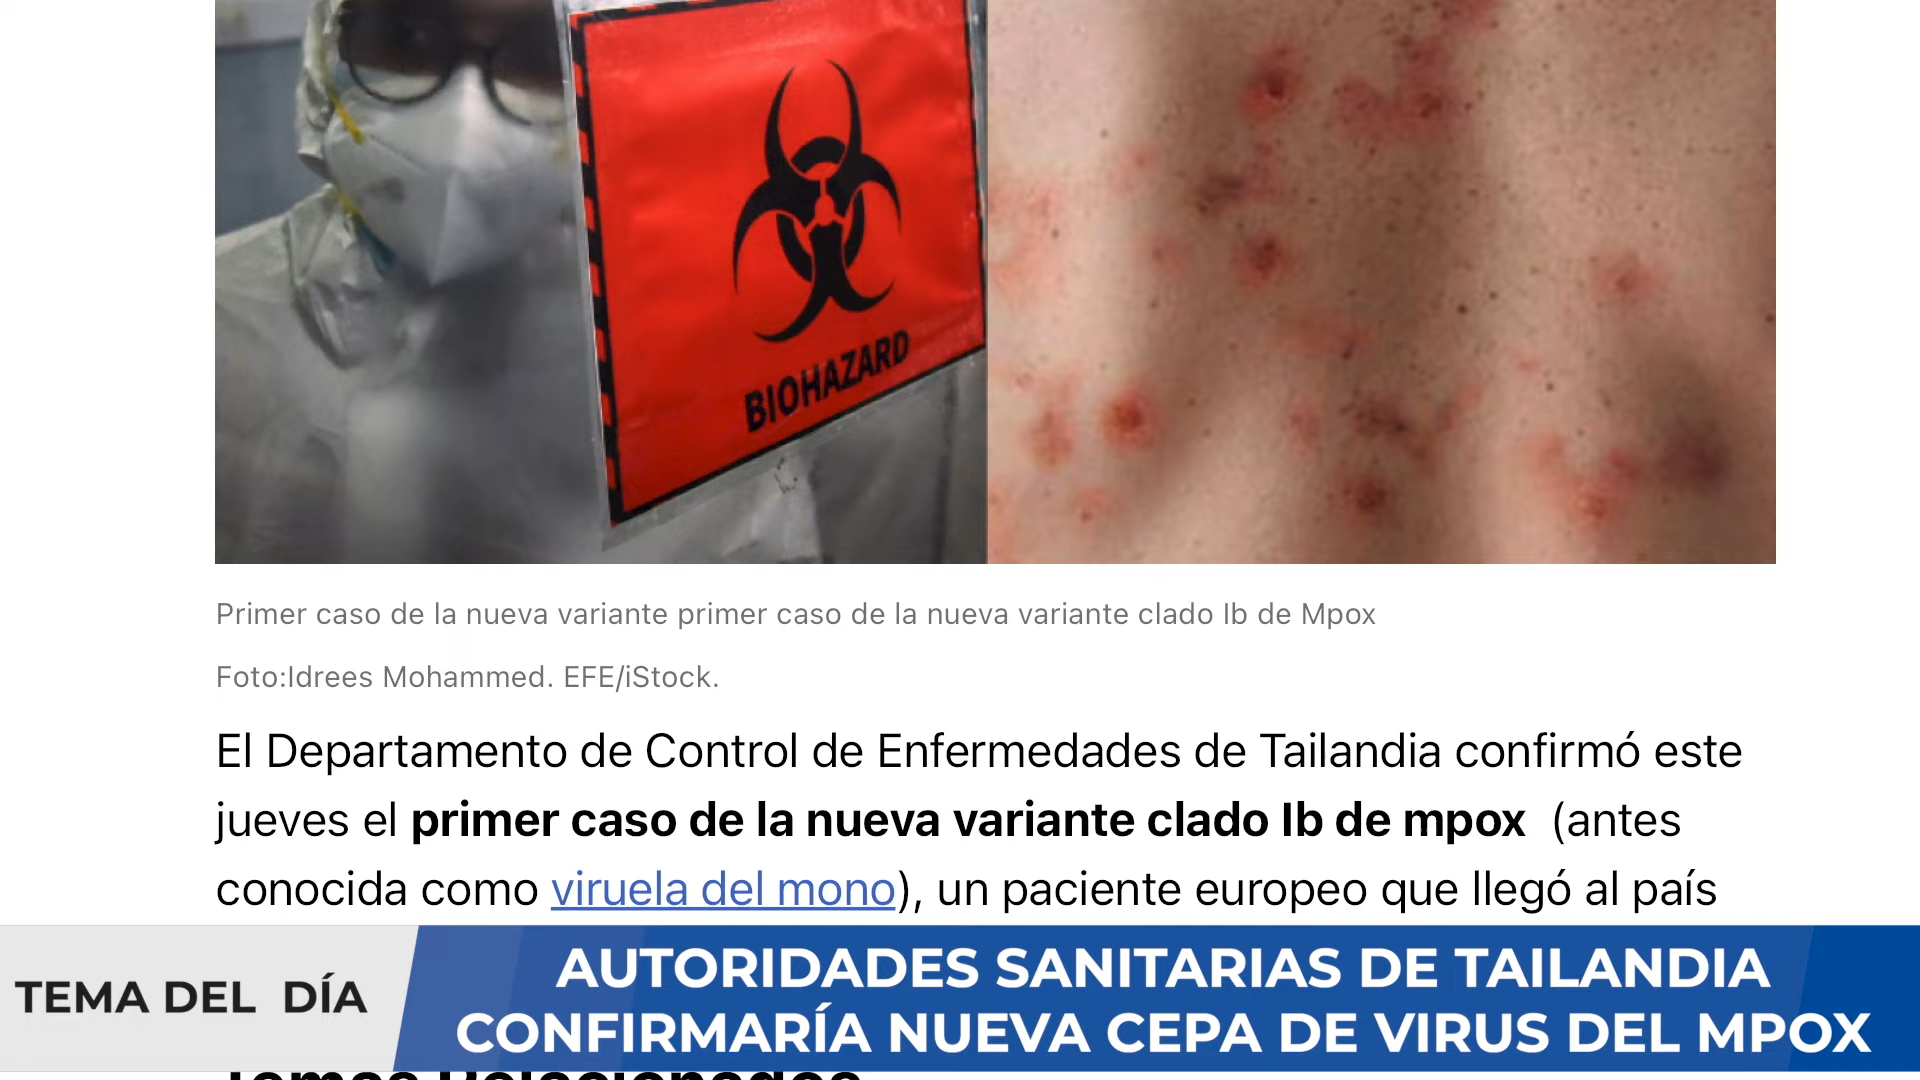 BIOHAZARD
Primer caso de la nueva variante primer caso de la nueva variante clado Ib de Mpox
Foto:Idrees Mohammed. EFE/iStock.
El Departamento de Control de Enfermedades de Tailandia confirmó este
jueves el primer caso de la nueva variante clado Ib de mpox (antes
conocida como viruela del mono), un paciente europeo que llegó al país
TEMA DEL DÍA
AUTORIDADES SANITARIAS DE TAILANDIA
CONFIRMARÍA NUEVA CEPA DE VIRUS DEL MPOX
Temas Relacionados